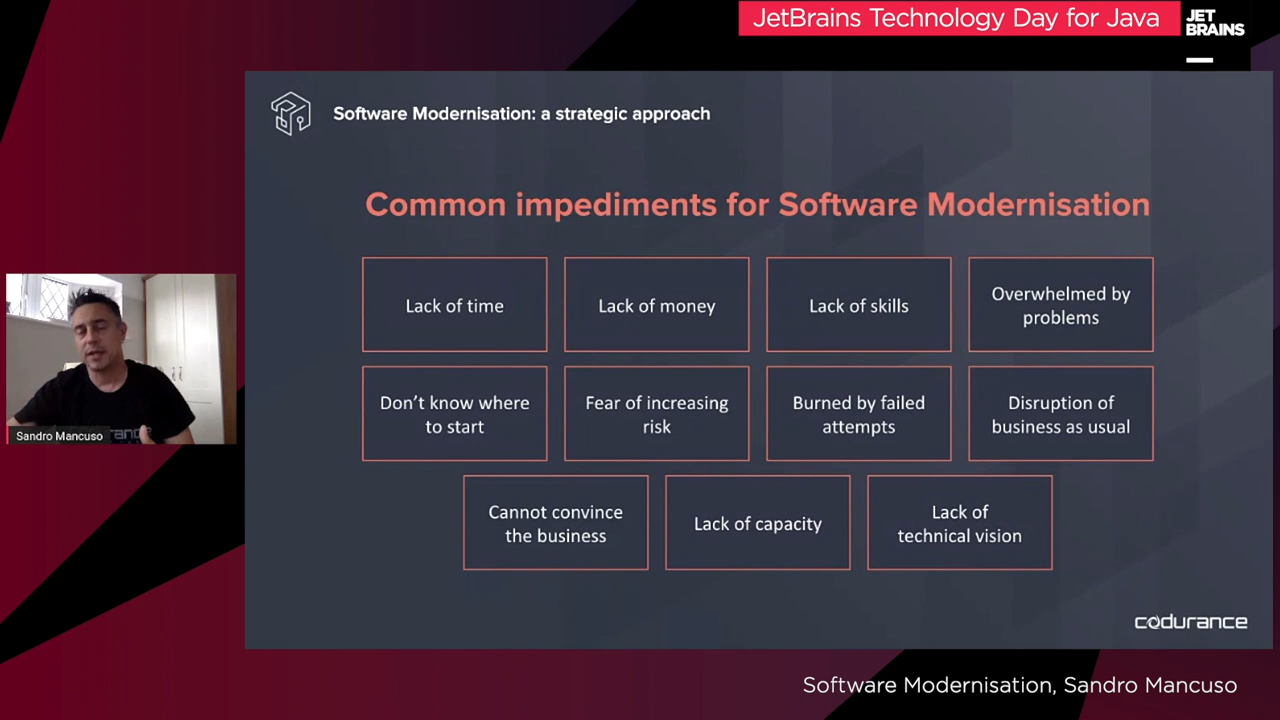 JetBrains Technology Day for Java
JET
BRAINS
Software Modernisation: a strategic approach
Common impediments for Software Modernisation
Lack of time
Lack of money
Lack of skills
Overwhelmed by
problems
Don’t know where
to start
Fear of increasing
risk
Burned by failed
attempts
Disruption of
business as usual
Cannot convince
the business
Lack of capacity
Lack of
technical vision
Sandro Mancuso
codurance
Software Modernisation, Sandro Mancuso